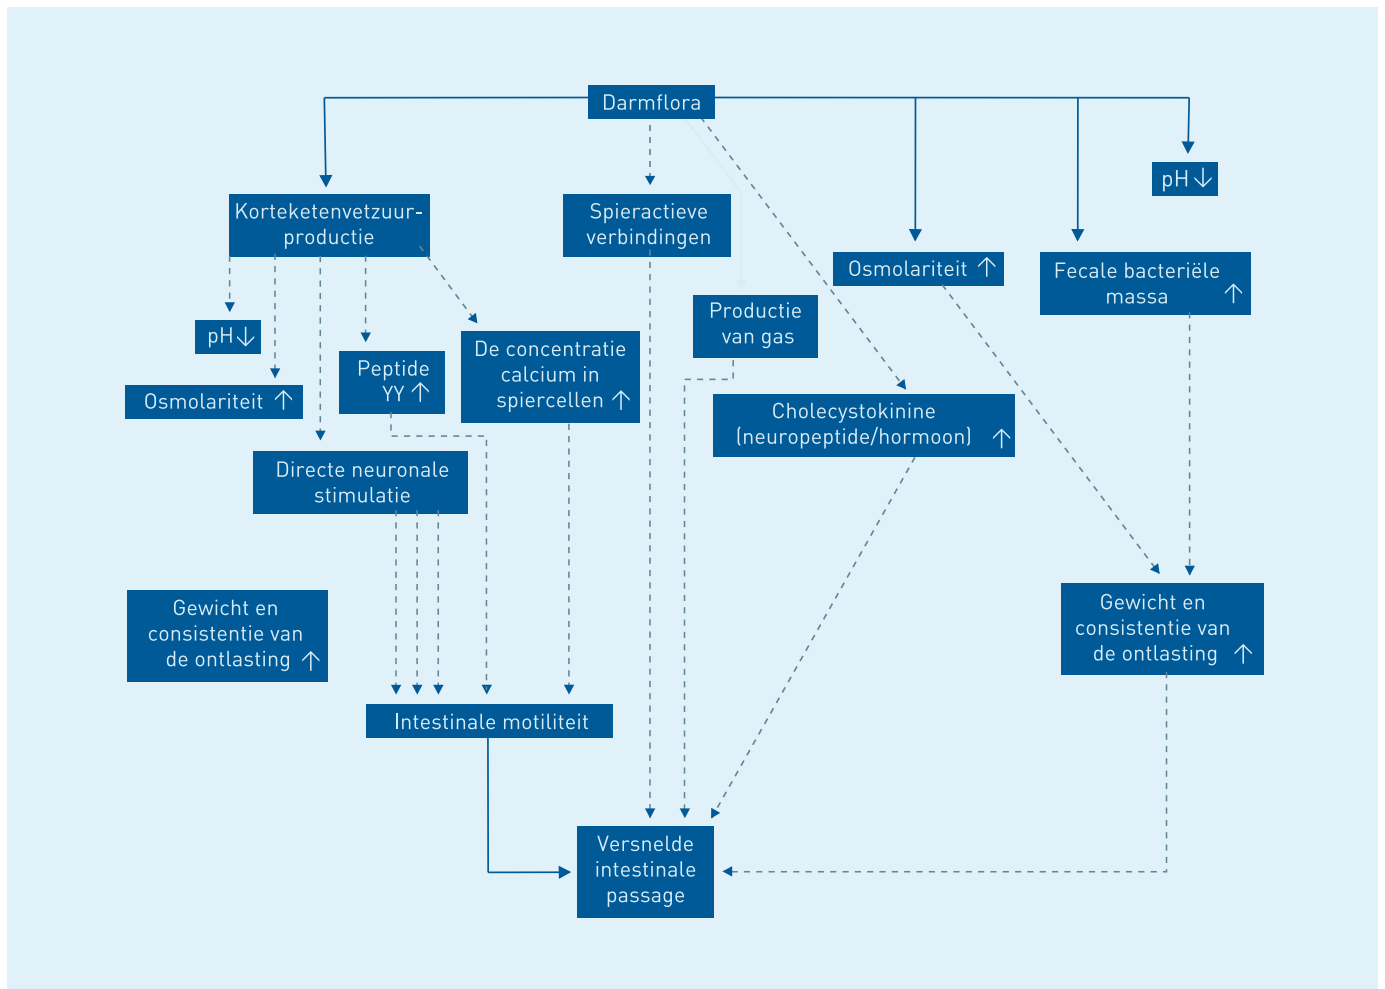 Darmflora
pH ↓
Korteketenvetzuur-
productie
Spieractieve
verbindingen
Osmolariteit ↑
Fecale bacteriële
massa ↑
Productie
van gas
pH ↓
De concentratie
calcium in
spiercellen ↑
Peptide
YY ↑
Osmolariteit ↑
Cholecystokinine
(neuropeptide/hormoon) ↑
Directe neuronale
stimulatie
Gewicht en
consistentie van
de ontlasting ↑
Gewicht en
consistentie van
de ontlasting ↑
Intestinale motiliteit
Versnelde
intestinale
passage